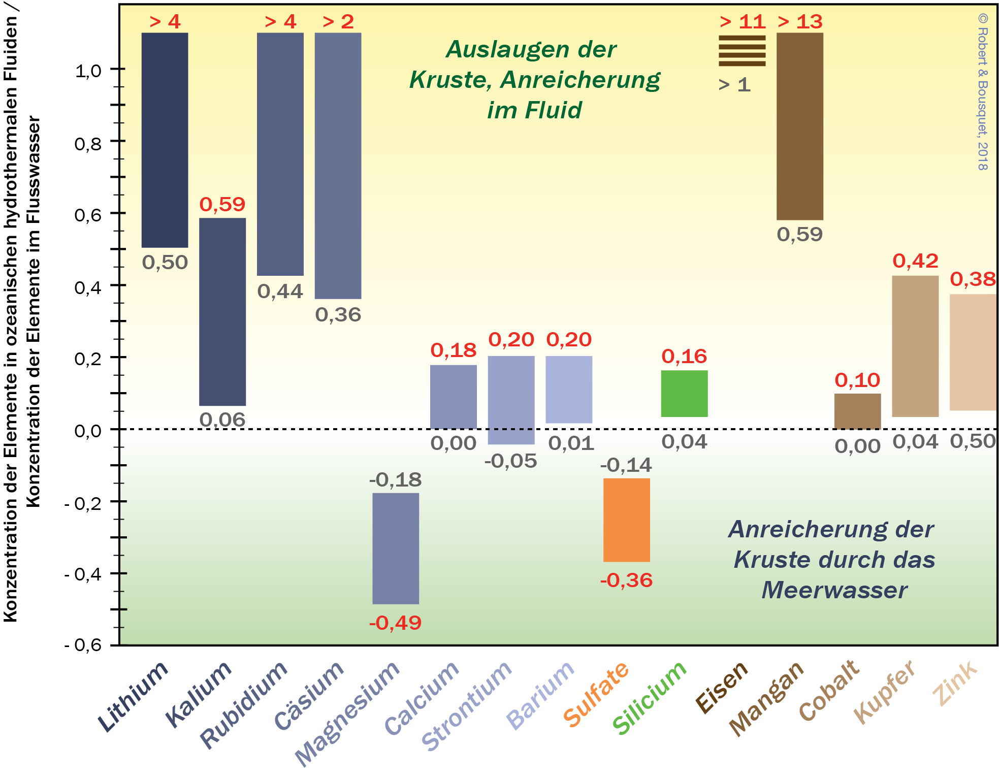 Konzentration der Elemente in ozeanischen hydrothermalen Fluiden /
Konzentration der Elemente im Flusswasser
1,0
0,8
0,6
0,4
0,2
0,0
- 0,2
- 0,4
- 0,6
> 4
0,50
0,59
0,06
> 4
0,44
> 2
0,36
-0,18
-0,49
0,18
0,00
0,20
-0,05
0,20
0,01
-0,14
-0,36
0,16
0,04
> 11
> 1
> 13
0,59
0,10
0,00
0,42
0,04
0,38
0,50
Auslaugen der
Kruste, Anreicherung
im Fluid
Anreicherung der
Kruste durch das
Meerwasser
© Robert & Bousquet, 2018
Lithium
Kalium
Rubidium
Cäsium
Magnesium
Calcium
Strontium
Barium
Sulfate
Silicium
Eisen
Mangan
Cobalt
Kupfer
Zink